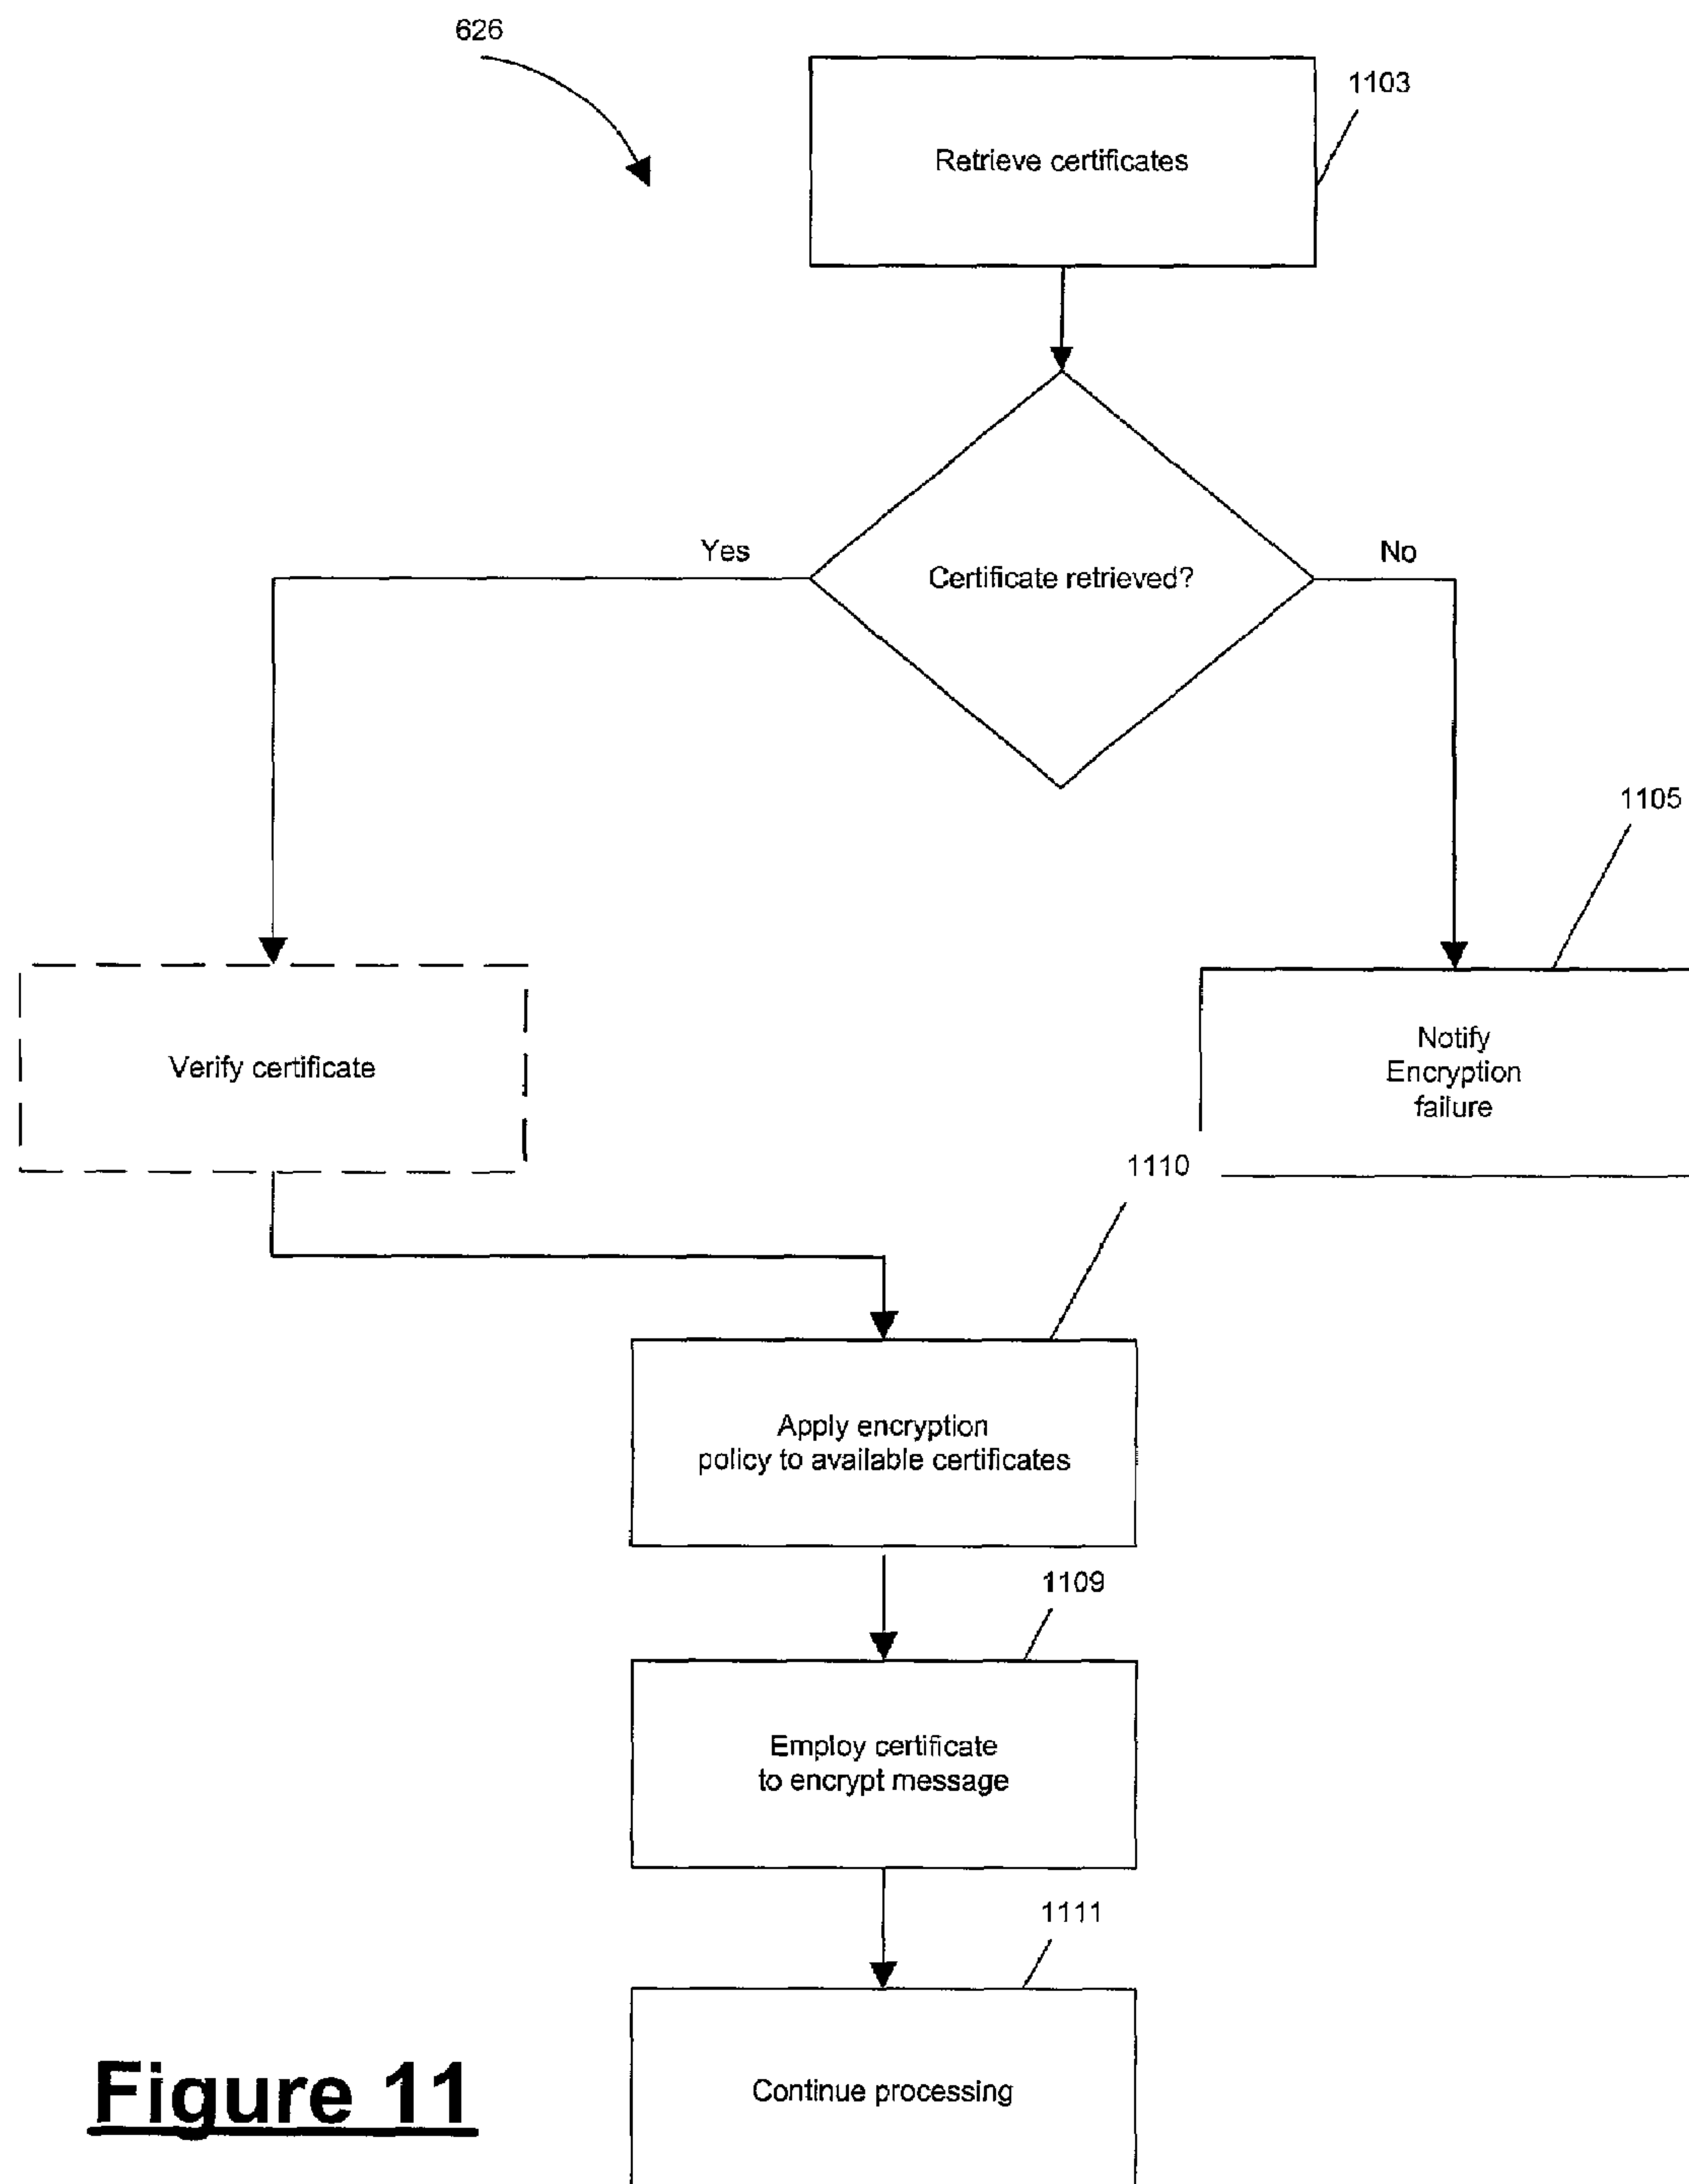 626
1103
Retrieve certificates
Yes
No
Certificate retrieved?
1105
Verify certificate
Notify
Encryption
failure
1110
Apply encryption
policy to available certificates
1109
Employ certificate
to encrypt message
1111
Continue processing
Figure 11